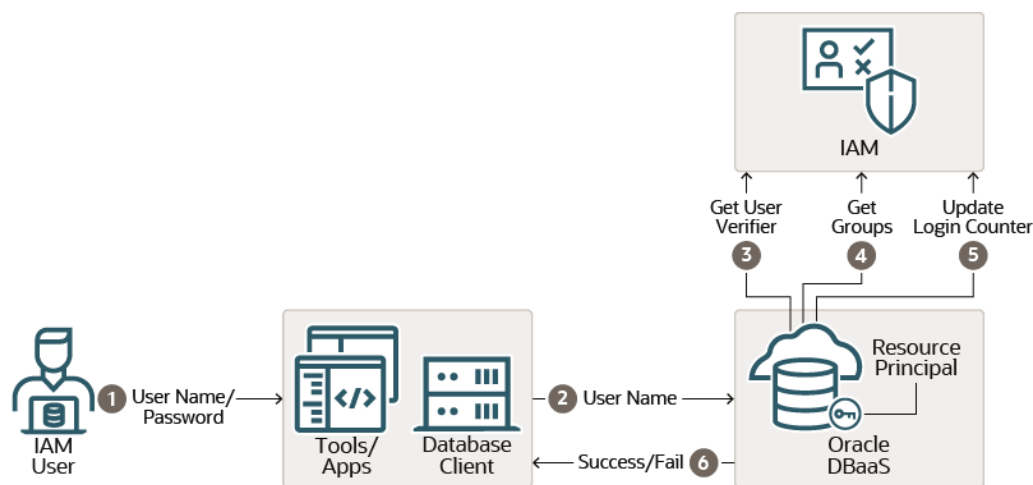 IAM
Get User
Verifier
3
Get
Groups
4
Update
Login Counter
5
1 User Name/
Password
IAM
User
Tools/
Apps
Database
Client
2 User Name
Success/Fail 6
Resource
Principal
Oracle
DBaaS